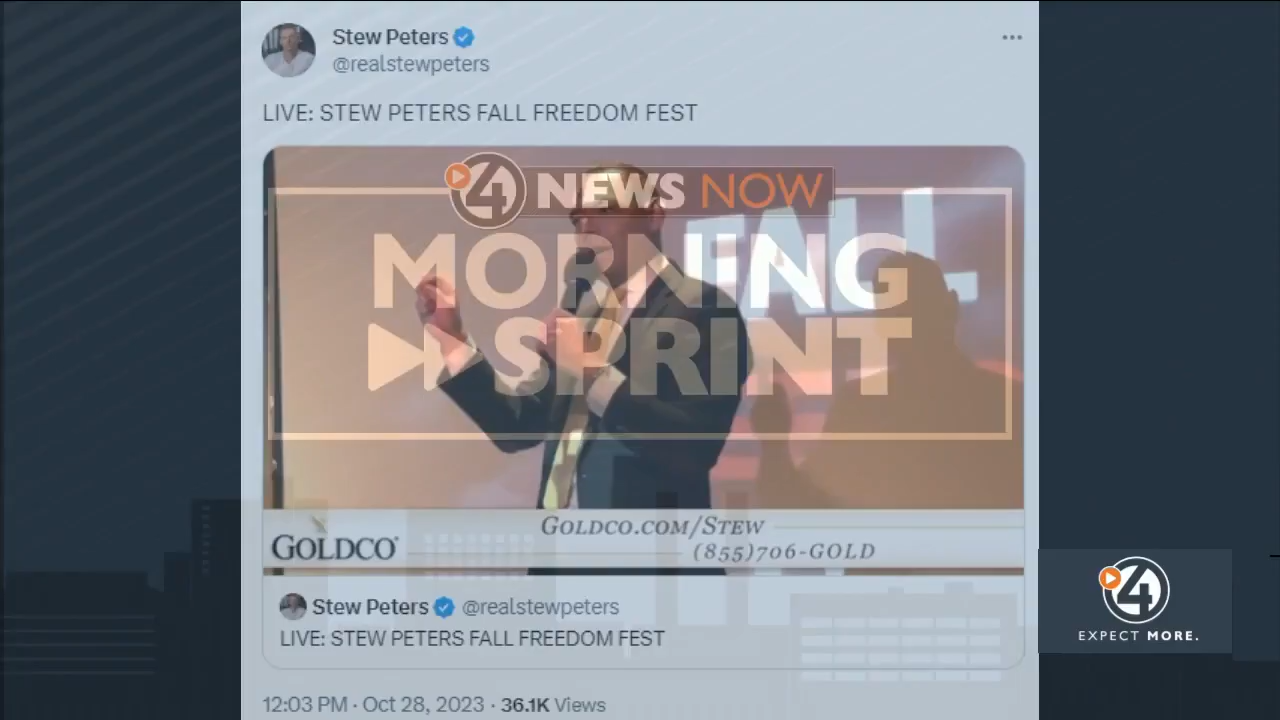 Stew Peters
@realstewpeters
LIVE: STEW PETERS FALL FREEDOM FEST
4 NEWS NOW
FALL
MORNING
SPRINT
GOLDCO.COM/STEW
GOLDCO
(855)706-GOLD
Stew Peters @realstewpeters
LIVE: STEW PETERS FALL FREEDOM FEST
12:03 PM · Oct 28, 2023 · 36.1K Views
4
EXPECT MORE.